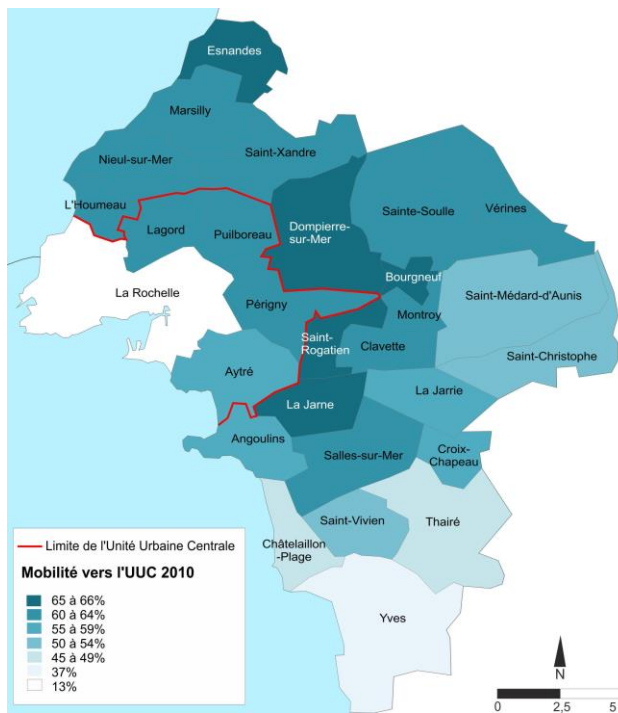 Esnandes
Marsilly
Nieul-sur-Mer
Saint-Xandre
L'Houmeau
Lagord
Puilboreau
Dompierre-
sur-Mer
Sainte-Soulle
Vérines
Bourgneuf
La Rochelle
Périgny
Montroy
Saint-Médard-d'Aunis
Saint-
Rogatien
Clavette
Saint-Christophe
Aytré
La Jarne
La Jarrie
Angoulins
Salles-sur-Mer
Croix-
Chapeau
Saint-Vivien
Thairé
Châtelaillon
-Plage
Yves
Limite de l'Unité Urbaine Centrale
Mobilité vers l'UUC 2010
65 à 66%
60 à 64%
55 à 59%
50 à 54%
45 à 49%
37%
13%
N
0 2,5 5